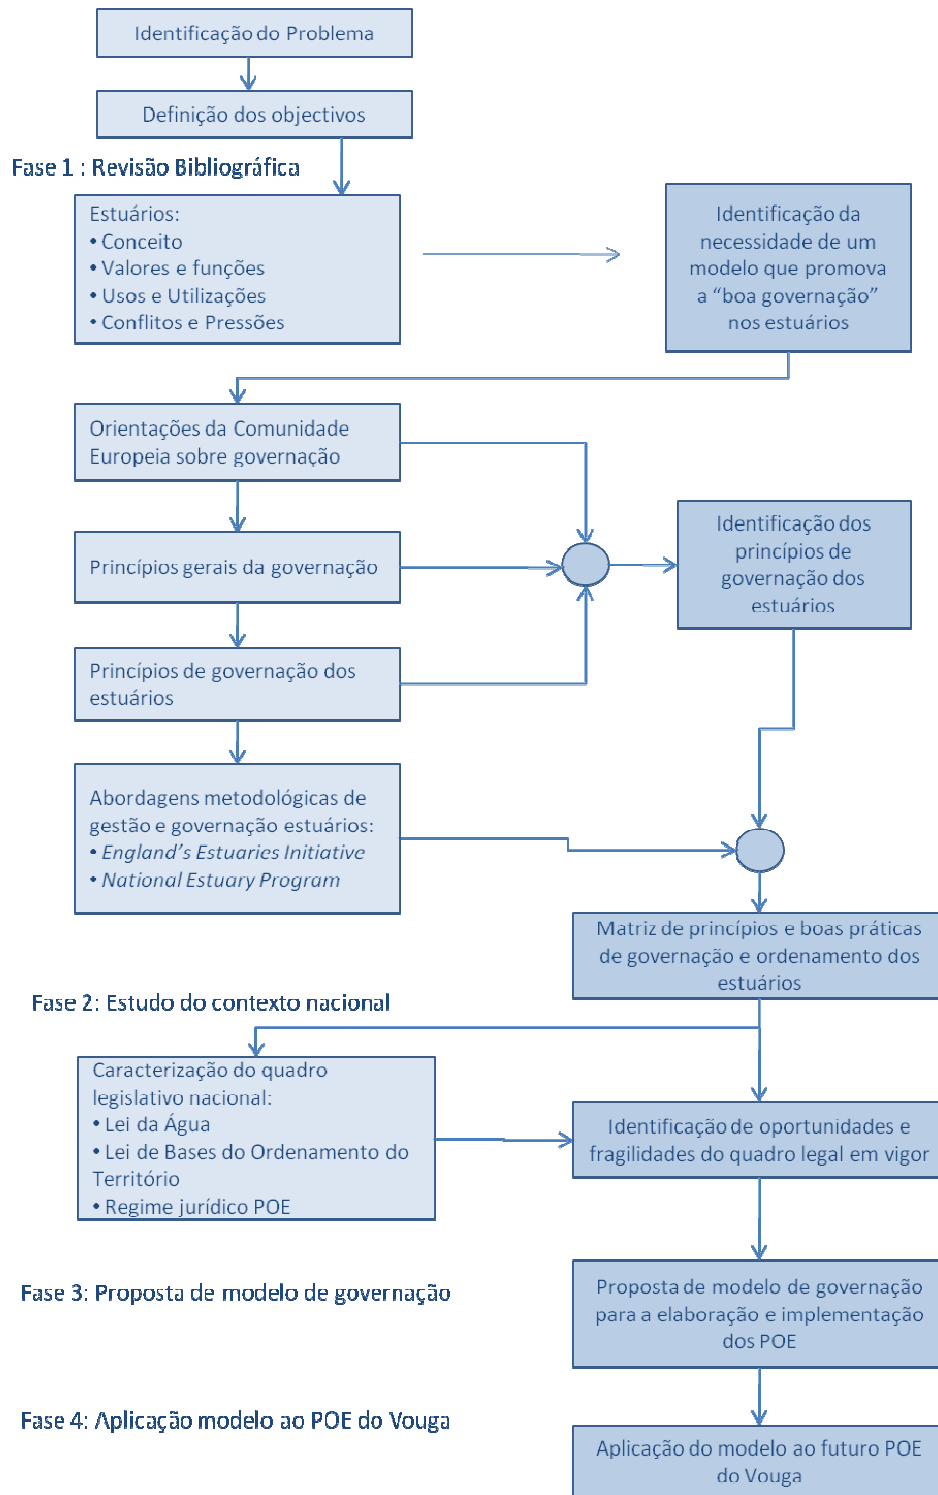 Identificação do Problema
Definição dos objectivos
Fase 1 : Revisão Bibliográfica
Estuários:
• Conceito
• Valores e funções
• Usos e Utilizações
• Conflitos e Pressões
Identificação da
necessidade de um
modelo que promova
a “boa governação”
nos estuários
Orientações da Comunidade
Europeia sobre governação
Princípios gerais da governação
Princípios de governação dos
estuários
Identificação dos
princípios de
governação dos
estuários
Abordagens metodológicas de
gestão e governação estuários:
• England’s Estuaries Initiative
• National Estuary Program
Matriz de princípios e boas práticas
de governação e ordenamento dos
estuários
Fase 2: Estudo do contexto nacional
Caracterização do quadro
legislativo nacional:
• Lei da Água
• Lei de Bases do Ordenamento do
Território
• Regime jurídico POE
Identificação de oportunidades e
fragilidades do quadro legal em vigor
Fase 3: Proposta de modelo de governação
Proposta de modelo de governação
para a elaboração e implementação
dos POE
Fase 4: Aplicação modelo ao POE do Vouga
Aplicação do modelo ao futuro POE
do Vouga